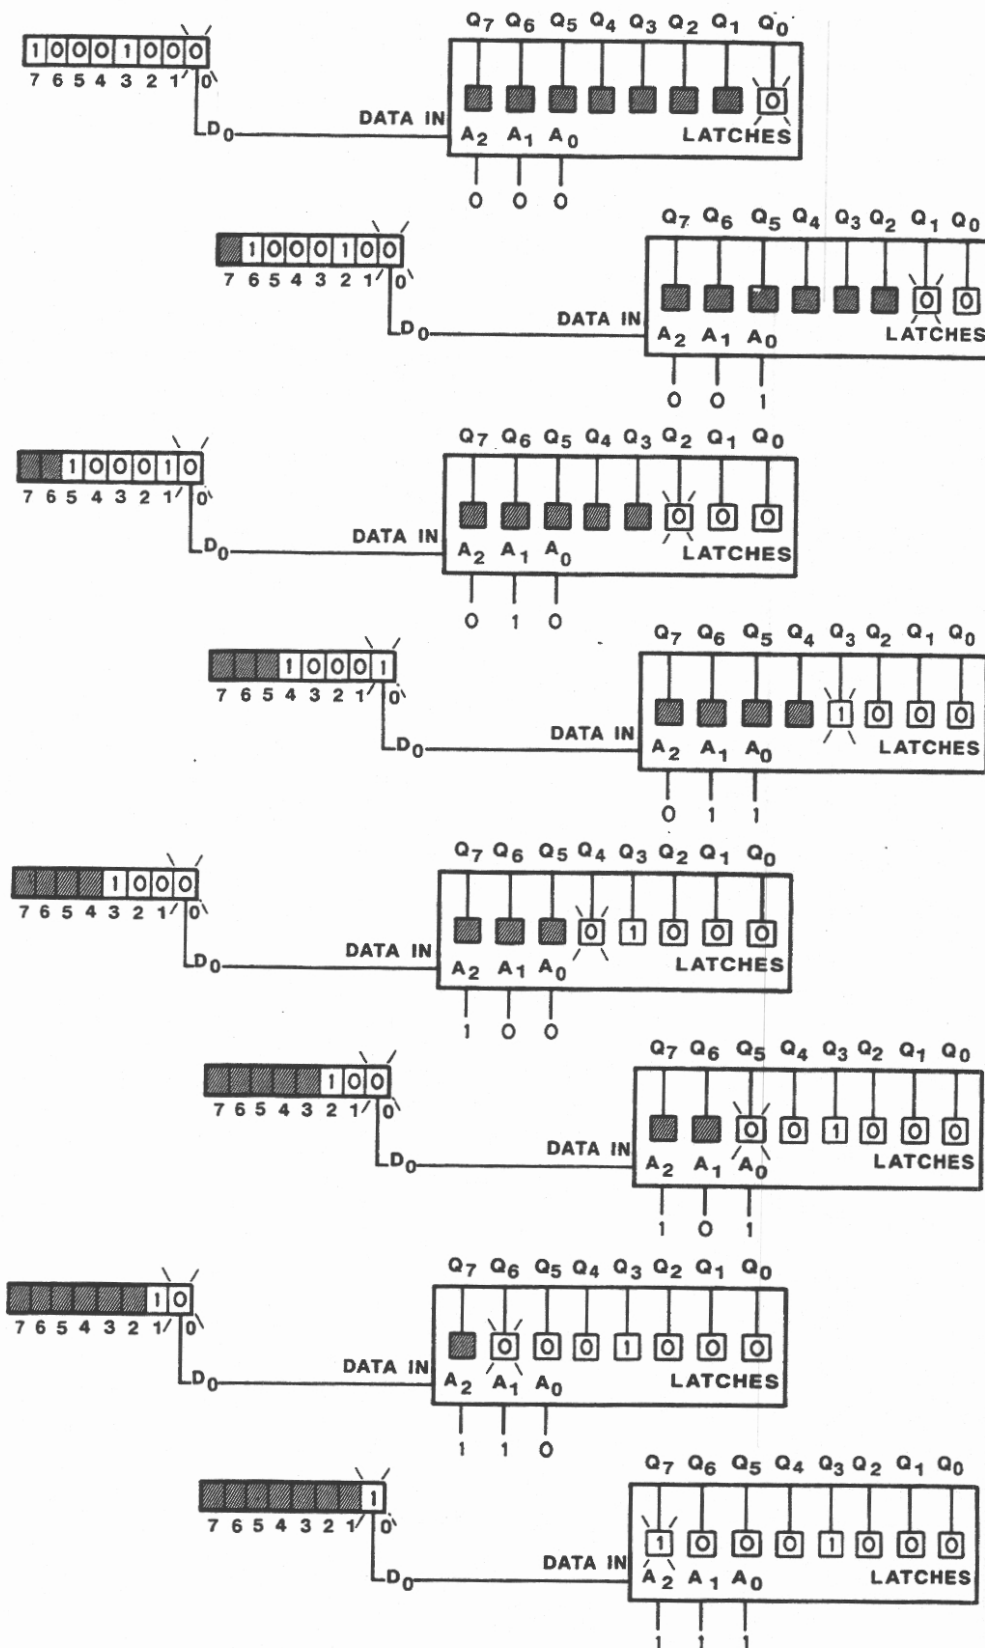 Q7 Q6 Q5 Q4 Q3 Q2 Q1 Q0
1 0 0 0 1 0 0 0
7 6 5 4 3 2 1 0
0
D0 DATA IN A2 A1 A0 LATCHES
0 0 0
Q7 Q6 Q5 Q4 Q3 Q2 Q1 Q0
1 0 0 0 1 0 0
7 6 5 4 3 2 1 0
0 0
D0 DATA IN A2 A1 A0 LATCHES
0 0 1
Q7 Q6 Q5 Q4 Q3 Q2 Q1 Q0
1 0 0 0 1 0
7 6 5 4 3 2 1 0
0 0 0
D0 DATA IN A2 A1 A0 LATCHES
0 1 0
Q7 Q6 Q5 Q4 Q3 Q2 Q1 Q0
1 0 0 0 1
7 6 5 4 3 2 1 0
1 0 0 0
D0 DATA IN A2 A1 A0 LATCHES
0 1 1
Q7 Q6 Q5 Q4 Q3 Q2 Q1 Q0
1 0 0 0
7 6 5 4 3 2 1 0
0 1 0 0 0
D0 DATA IN A2 A1 A0 LATCHES
1 0 0
Q7 Q6 Q5 Q4 Q3 Q2 Q1 Q0
1 0 0
7 6 5 4 3 2 1 0
0 0 1 0 0 0
D0 DATA IN A2 A1 A0 LATCHES
1 0 1
Q7 Q6 Q5 Q4 Q3 Q2 Q1 Q0
1 0
7 6 5 4 3 2 1 0
0 0 0 1 0 0 0
D0 DATA IN A2 A1 A0 LATCHES
1 1 0
Q7 Q6 Q5 Q4 Q3 Q2 Q1 Q0
1
7 6 5 4 3 2 1 0
1 0 0 0 1 0 0 0
D0 DATA IN A2 A1 A0 LATCHES
1 1 1